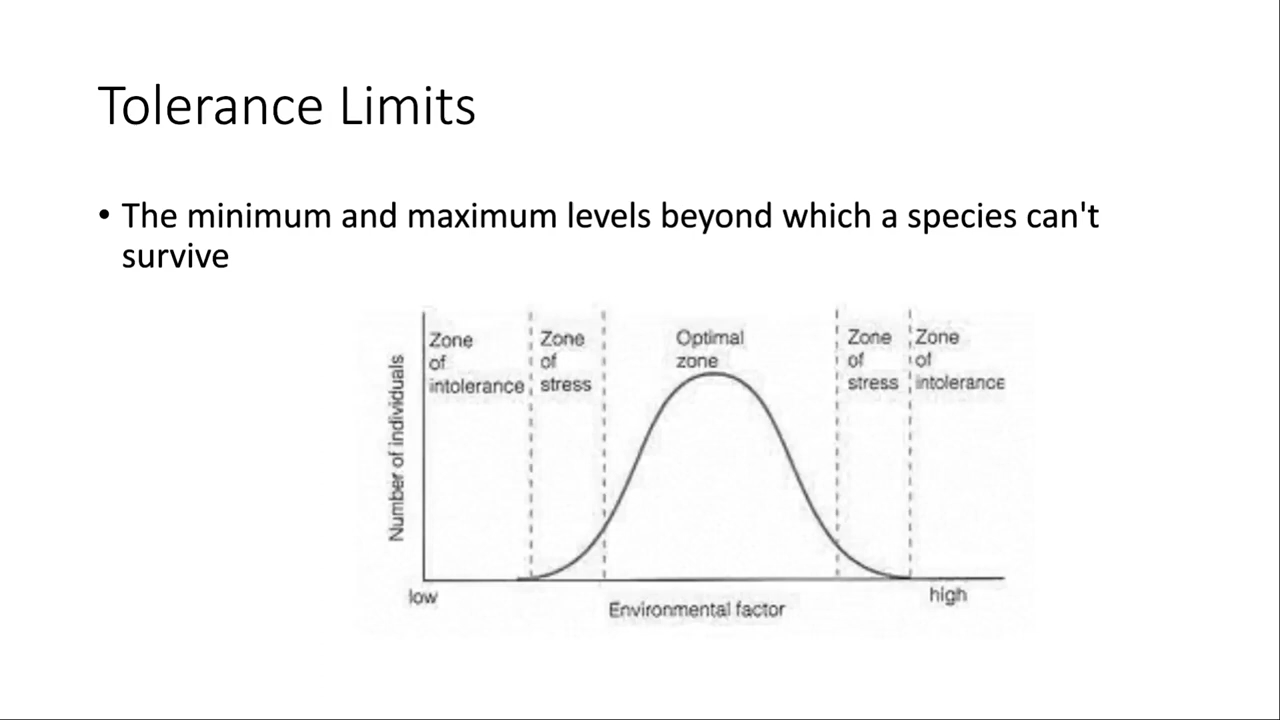 Tolerance Limits
• The minimum and maximum levels beyond which a species can't
survive
Zone
of
intolerance
Zone
of
stress
Optimal
zone
Zone
of
stress
Zone
of
intolerance
Number of individuals
low
Environmental factor
high